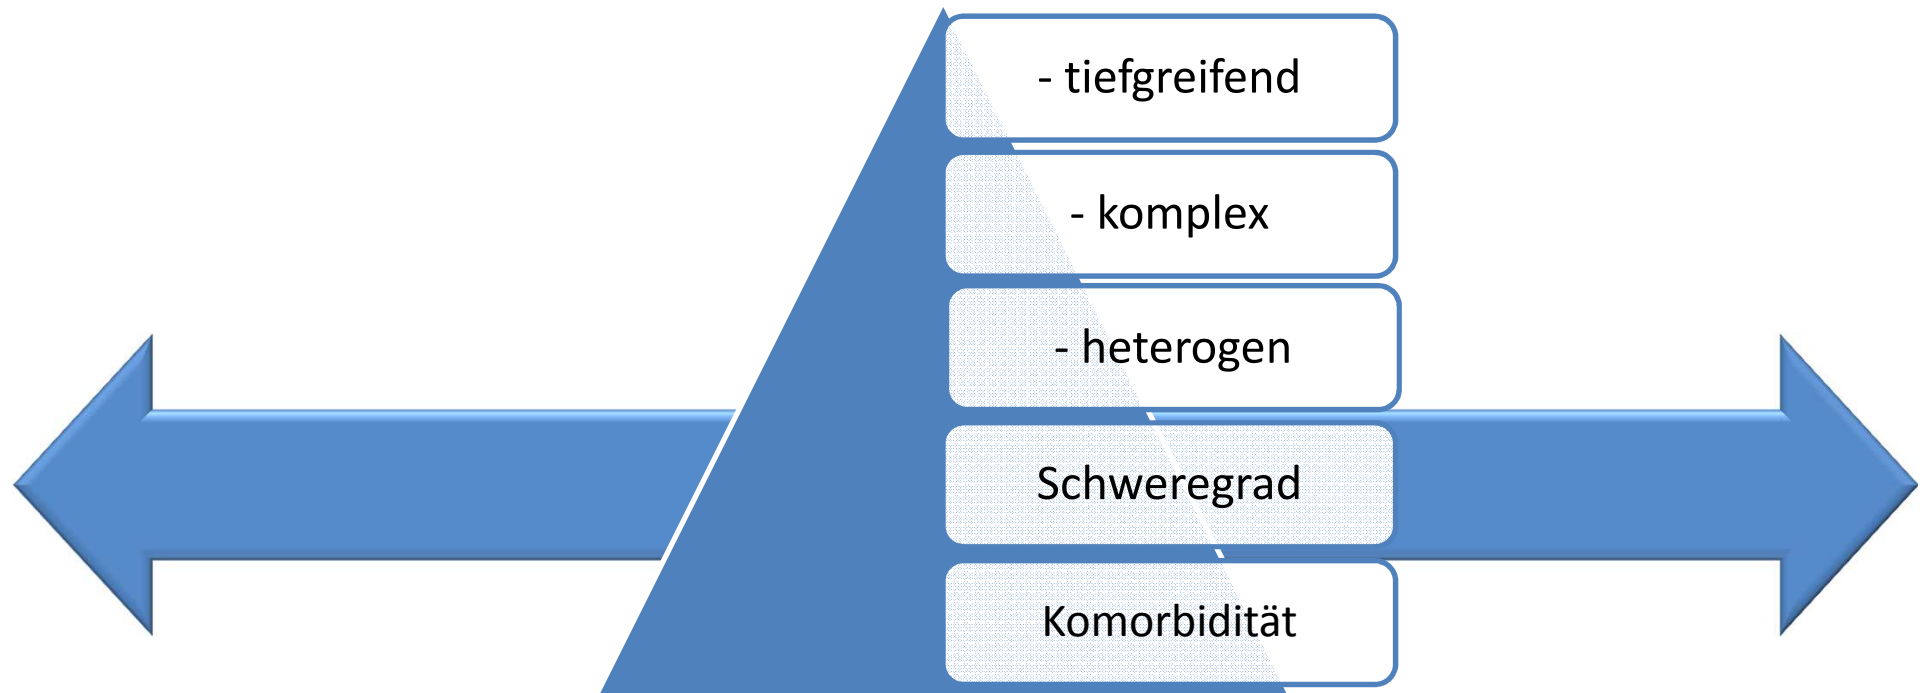 - tiefgreifend
- komplex
- heterogen
Schweregrad
Komorbidität